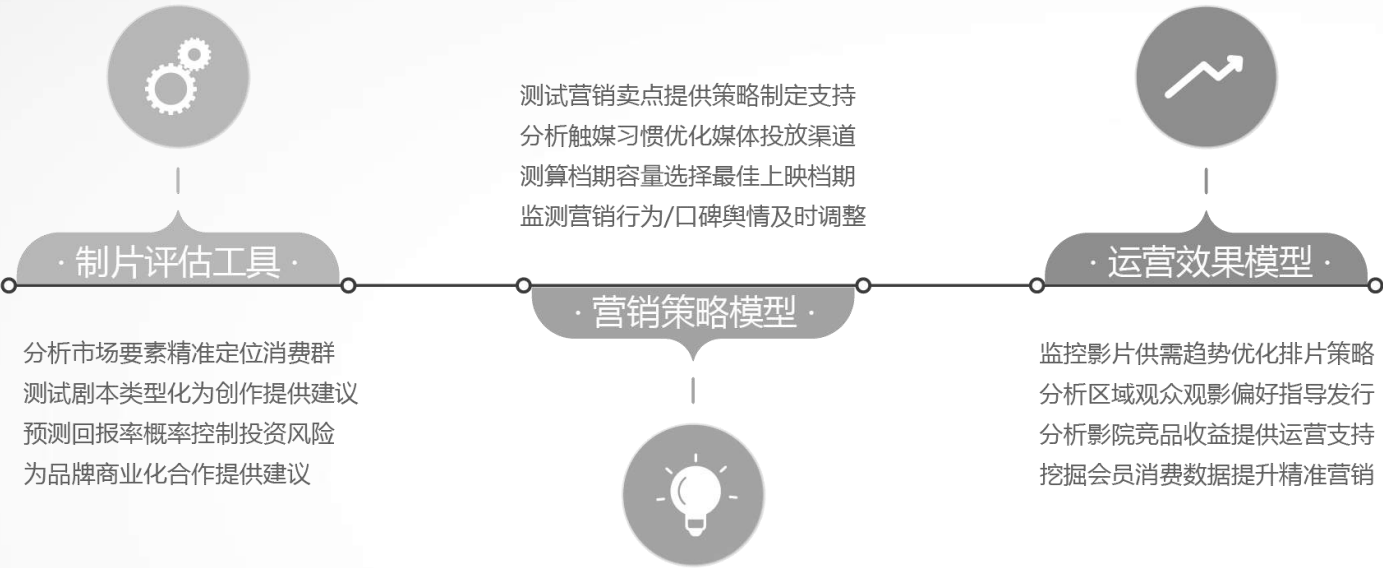 · 制片评估工具 ·
分析市场要素精准定位消费群
测试剧本类型化为创作提供建议
预测回报率概率控制投资风险
为品牌商业化合作提供建议
测试营销卖点提供策略制定支持
分析触媒习惯优化媒体投放渠道
测算档期容量选择最佳上映档期
监测营销行为/口碑舆情及时调整
· 营销策略模型 ·
· 运营效果模型 ·
监控影片供需趋势优化排片策略
分析区域观众观影偏好指导发行
分析影院竞品收益提供运营支持
挖掘会员消费数据提升精准营销